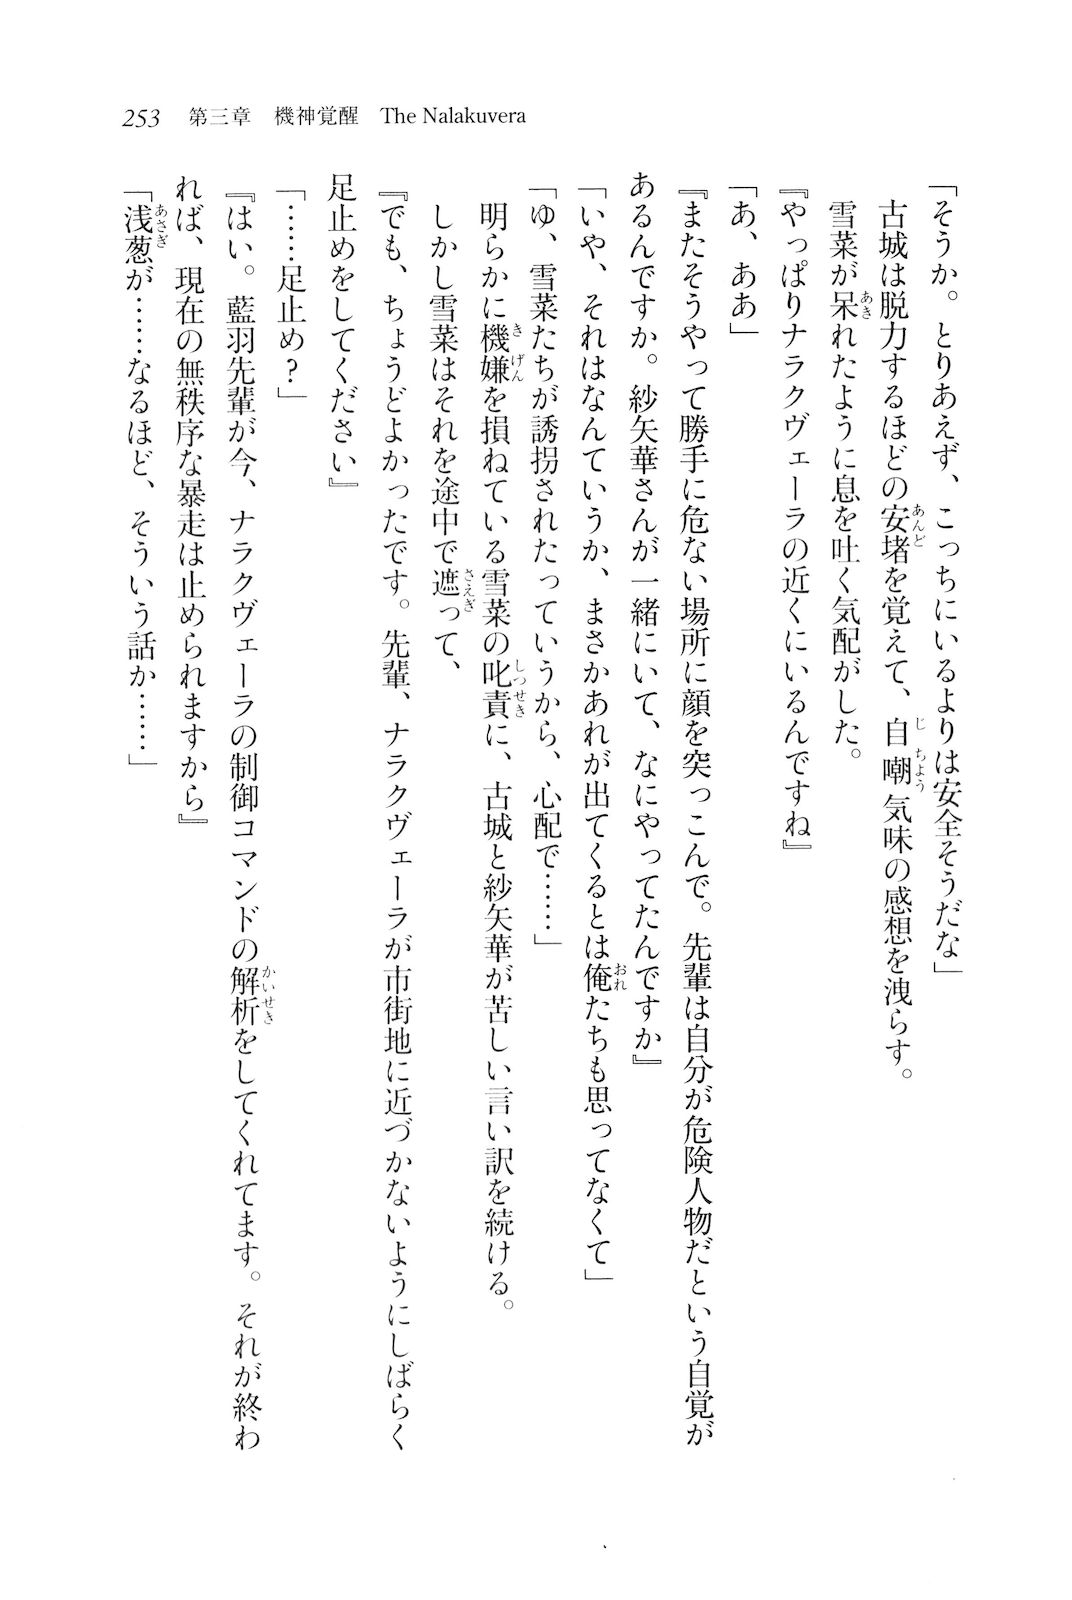 253　第三章　機神覚醒　The Nalakuvera
「そうか。とりあえず、こっちにいるよりは安全そうだな」
　古城は脱力するほどの安堵を覚えて、自嘲気味の感想を洩らす。
　雪菜が呆れたように息を吐く気配がした。
『やっぱりナラクヴェーラの近くにいるんですね』
「あ、ああ」
『またそうやって勝手に危ない場所に顔を突っこんで。先輩は自分が危険人物だという自覚が
あるんですか。紗矢華さんが一緒にいて、なにやってたんですか』
「いや、それはなんていうか、まさかあれが出てくるとは俺たちも思ってなくて」
「ゆ、雪菜たちが誘拐されたっていうから、心配で……」
　明らかに機嫌を損ねている雪菜の叱責に、古城と紗矢華が苦しい言い訳を続ける。
　しかし雪菜はそれを途中で遮って、
『でも、ちょうどよかったです。先輩、ナラクヴェーラが市街地に近づかないようにしばらく
足止めをしてください』
「……足止め？」
『はい。藍羽先輩が今、ナラクヴェーラの制御コマンドの解析をしてくれてます。それが終わ
れば、現在の無秩序な暴走は止められますから』
「浅葱が……なるほど、そういう話か……」